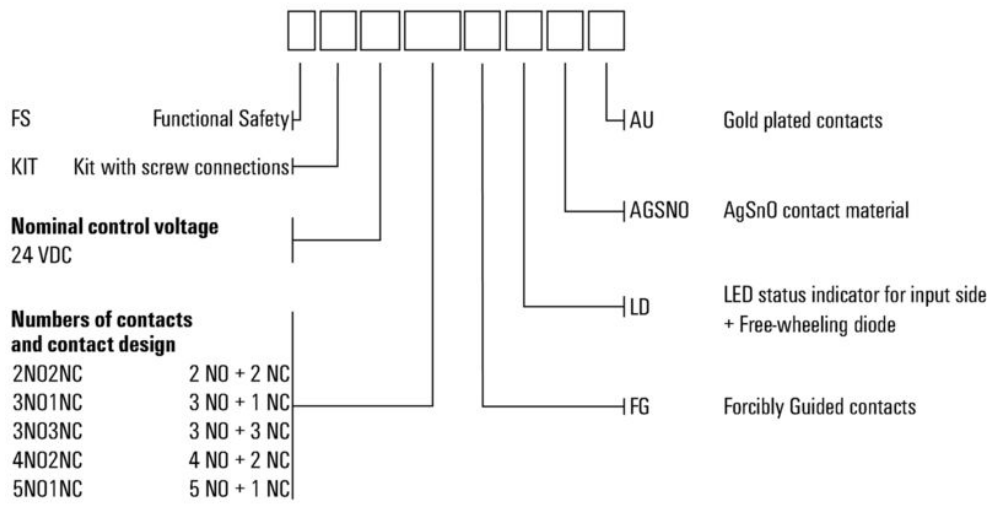 FS Functional Safety
KIT Kit with screw connections
Nominal control voltage
24 VDC
Numbers of contacts
and contact design
2NO2NC 2 NO + 2 NC
3NO1NC 3 NO + 1 NC
3NO3NC 3 NO + 3 NC
4NO2NC 4 NO + 2 NC
5NO1NC 5 NO + 1 NC
AU Gold plated contacts
AGSNO AgSnO contact material
LD LED status indicator for input side
+ Free-wheeling diode
FG Forcibly Guided contacts